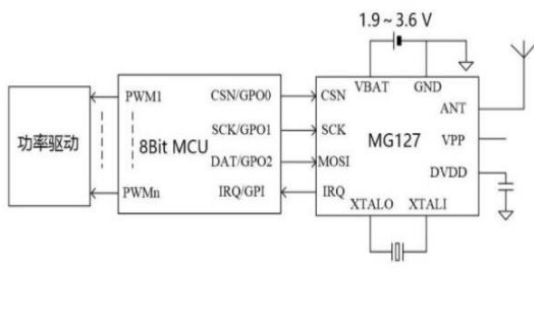 1.9~3.6 V
功率驱动
PWM1
PWMn
8Bit MCU
CSN/GPO0
SCK/GPO1
DAT/GPO2
IRQ/GPI
CSN
SCK
MOSI
IRQ
VBAT
GND
ANT
MG127
VPP
DVDD
XTALO
XTALI